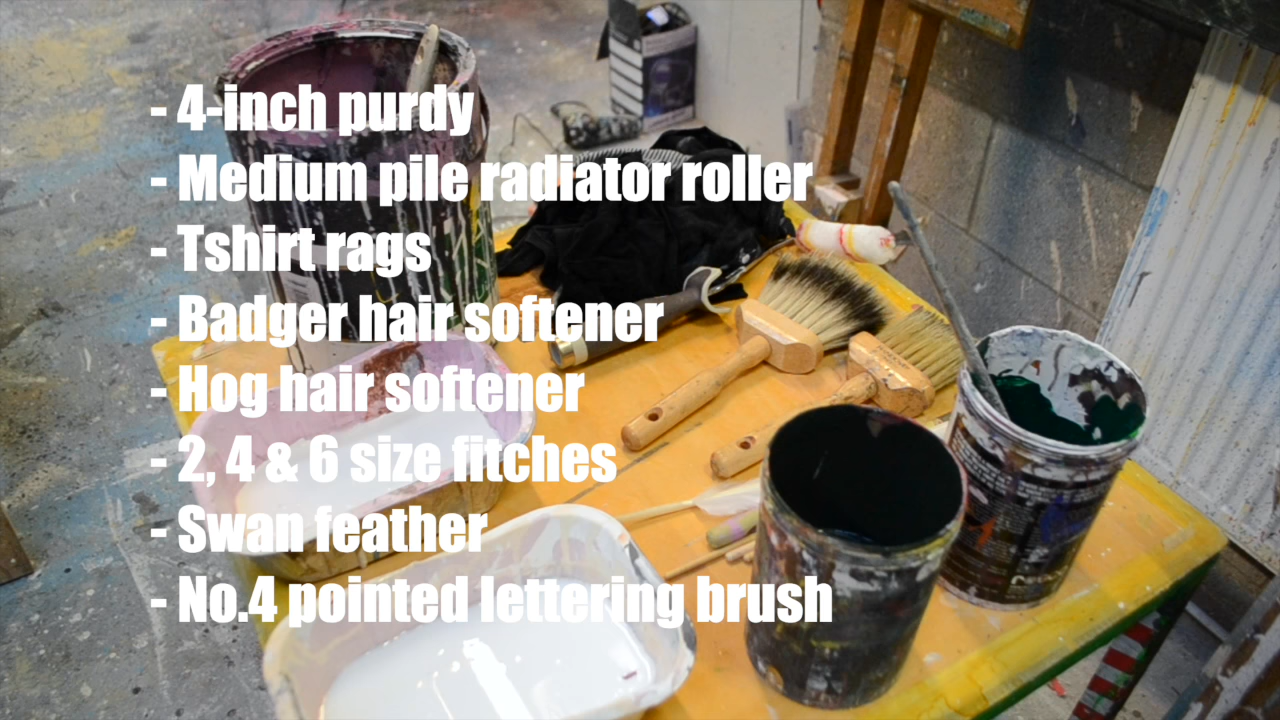 - 4-inch purdy
- Medium pile radiator roller
- Tshirt rags
- Badger hair softener
- Hog hair softener
- 2, 4 & 6 size fitches
- Swan feather
- No.4 pointed lettering brush